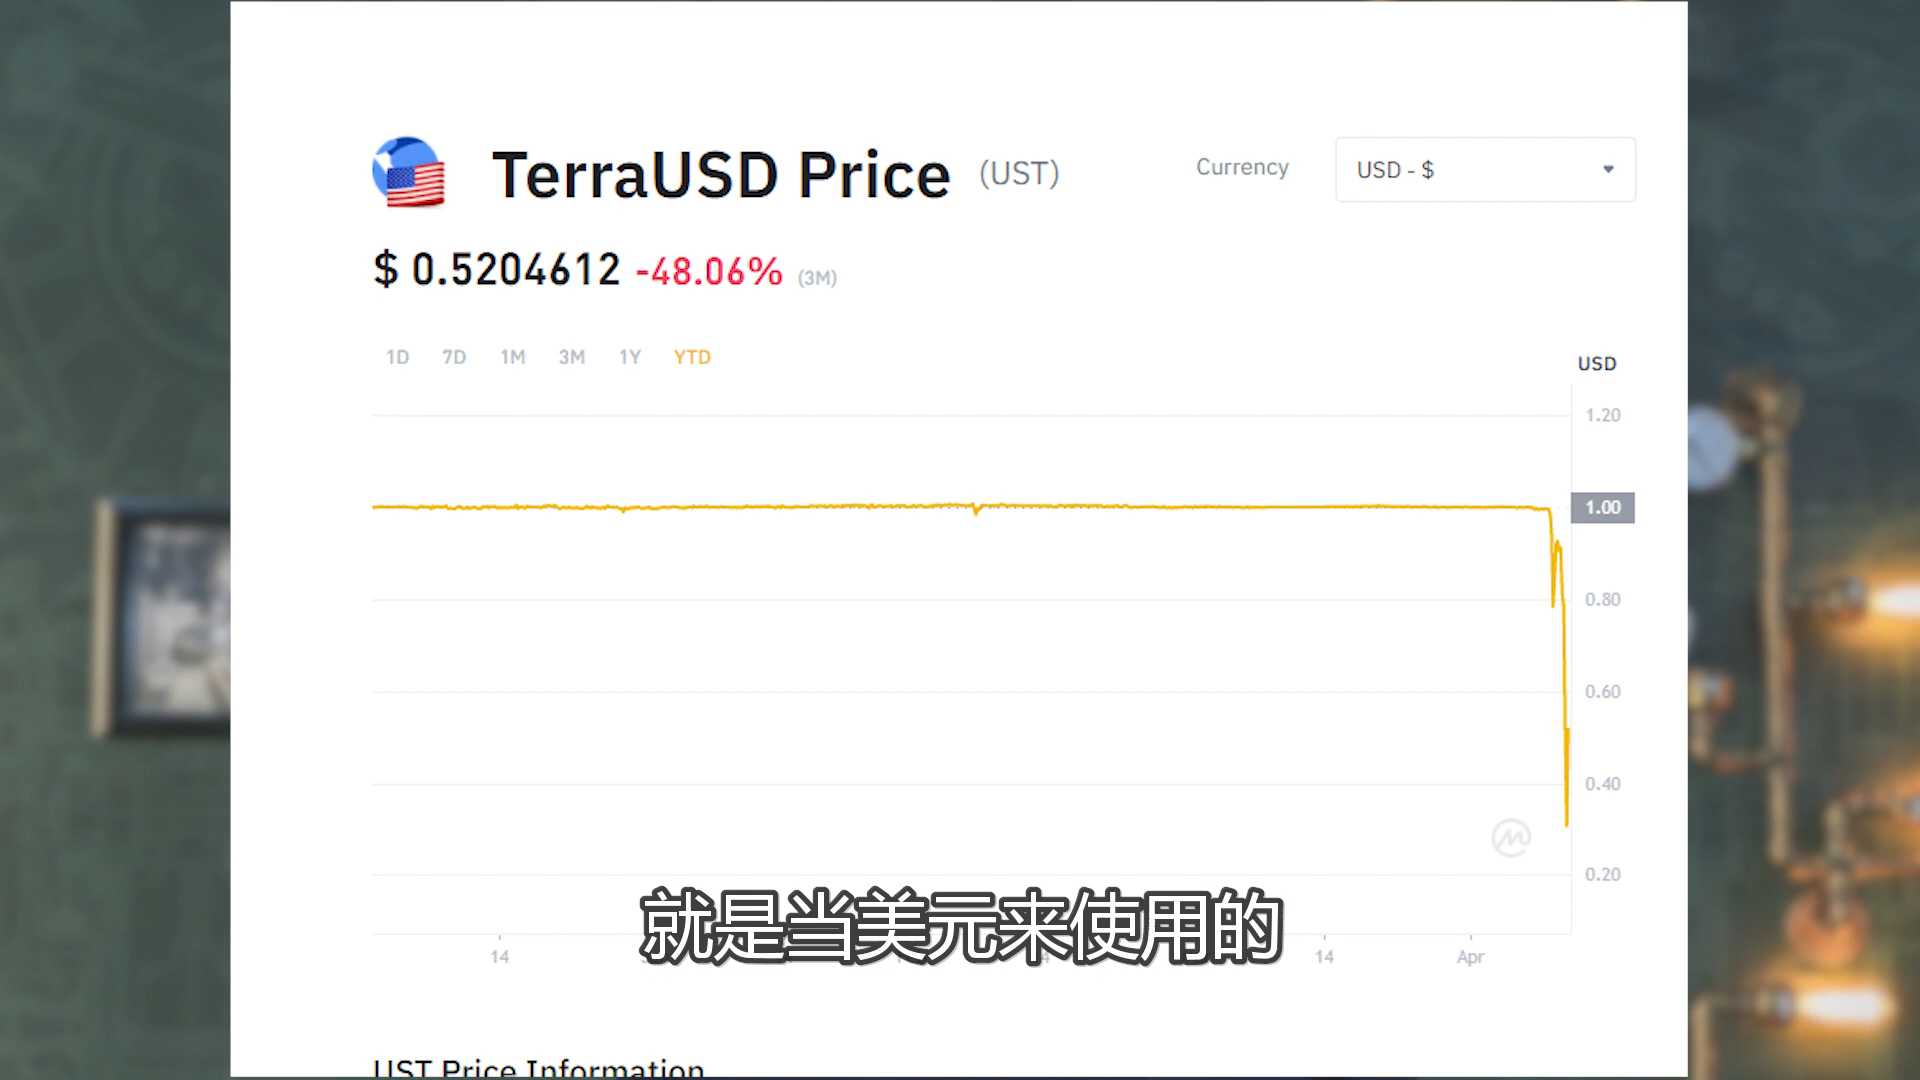 TerraUSD Price (UST)
Currency
USD - $
$ 0.5204612 -48.06% (3M)
1D 7D 1M 3M 1Y YTD
USD
1.20
1.00
0.80
0.60
0.40
0.20
就是当美元来使用的
14
14
Apr
UST Price Information